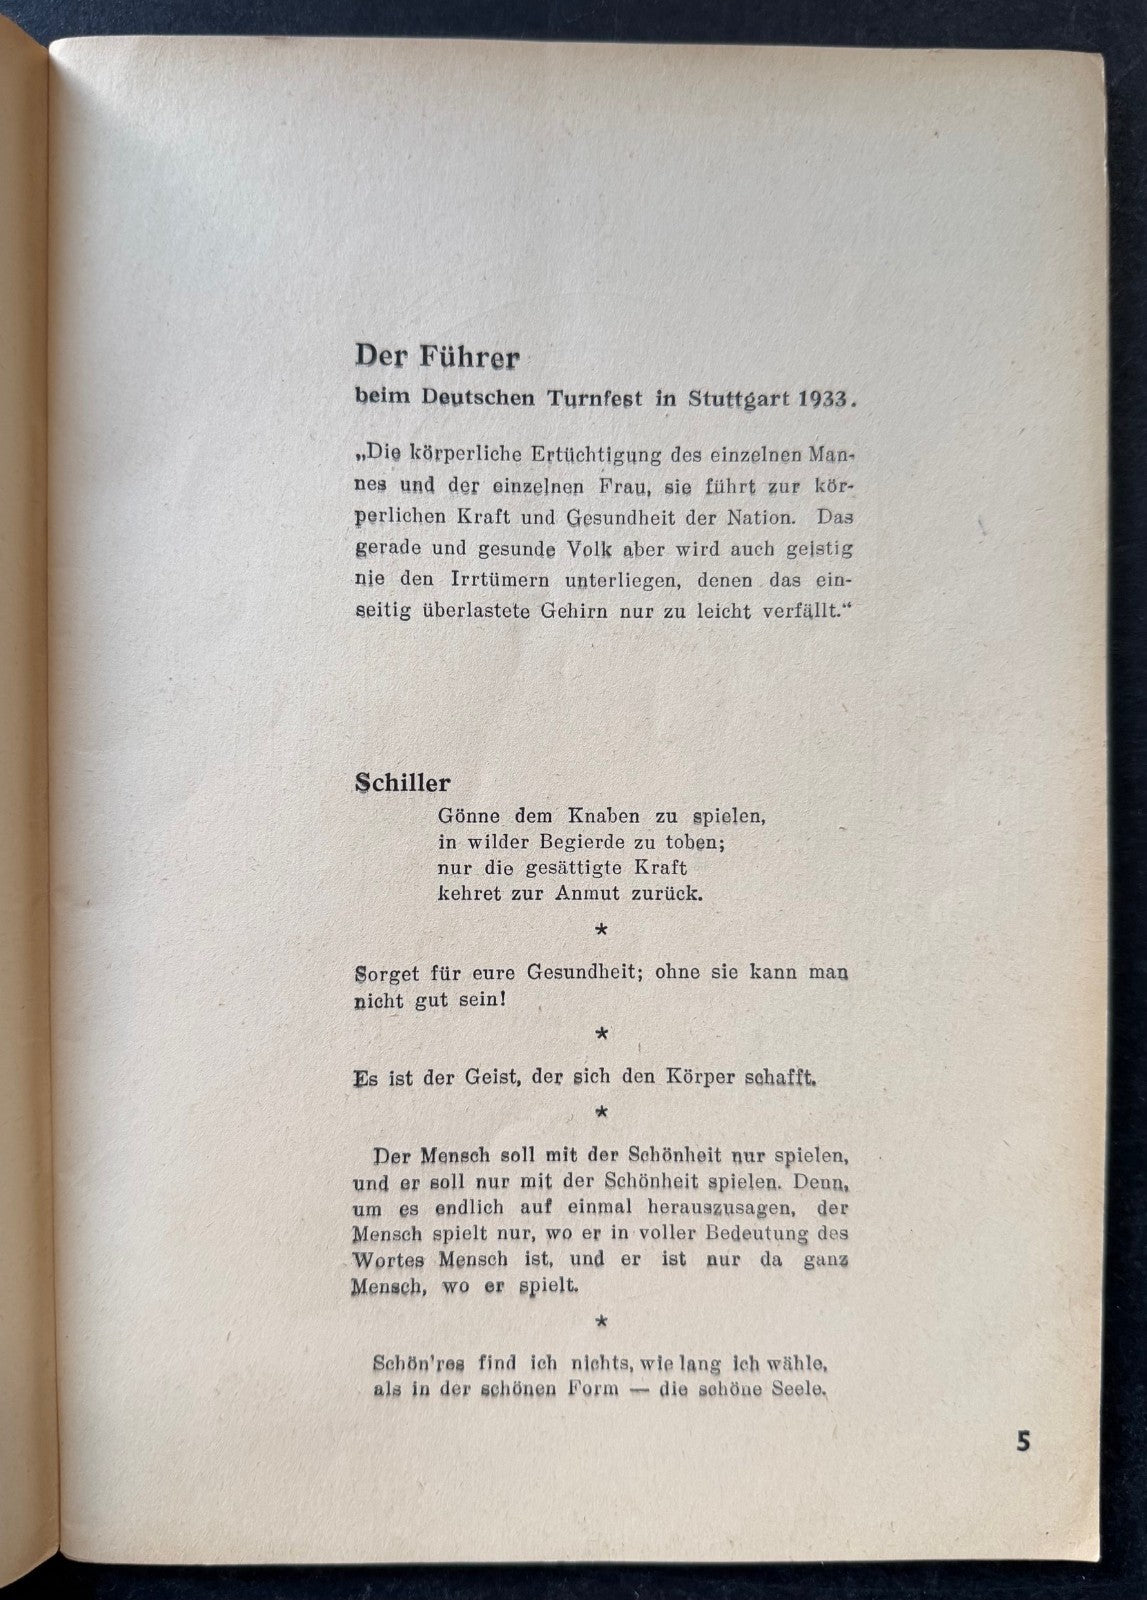 Der Führer
beim Deutschen Turnfest in Stuttgart 1933.
„Die körperliche Ertüchtigung des einzelnen Man-
nes und der einzelnen Frau, sie führt zur kör-
perlichen Kraft und Gesundheit der Nation. Das
gerade und gesunde Volk aber wird auch geistig
nie den Irrtümern unterliegen, denen das ein-
seitig überlastete Gehirn nur zu leicht verfällt.“
Schiller
Gönne dem Knaben zu spielen,
in wilder Begierde zu toben;
nur die gesättigte Kraft
kehret zur Anmut zurück.
*
Sorget für eure Gesundheit; ohne sie kann man
nicht gut sein!
*
Es ist der Geist, der sich den Körper schafft.
*
Der Mensch soll mit der Schönheit nur spielen,
und er soll nur mit der Schönheit spielen. Denn,
um es endlich auf einmal herauszusagen, der
Mensch spielt nur, wo er in voller Bedeutung des
Wortes Mensch ist, und er ist nur da ganz
Mensch, wo er spielt.
*
Schön'res find ich nichts, wie lang ich wähle,
als in der schönen Form — die schöne Seele.
5